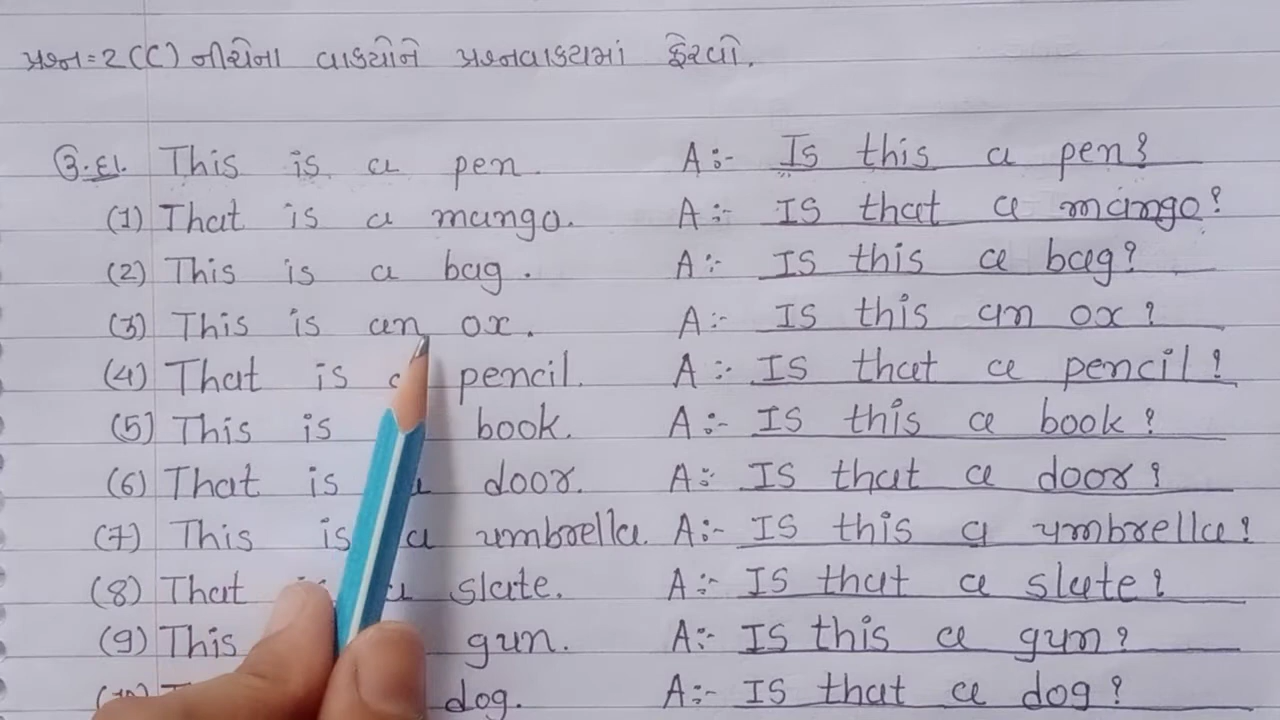 પ્રશ્ન=2 (C) નીચેના વાક્યોને પ્રશ્નવાક્યમાં ફેરવો.
ઉ.દા. This is a pen. A:- Is this a pen?
(1) That is a mango. A:- IS that a mango?
(2) This is a bag. A:- IS this a bag?
(3) This is an ox. A:- IS this an ox?
(4) That is pencil. A:- IS that a pencil?
(5) This is book. A:- IS this a book?
(6) That is a door. A:- IS that a door?
(7) This is a umbrella. A:- IS this a umbrella?
(8) That is a slate. A:- IS that a slate?
(9) This gun. A:- IS this a gun?
dog. A:- IS that a dog?